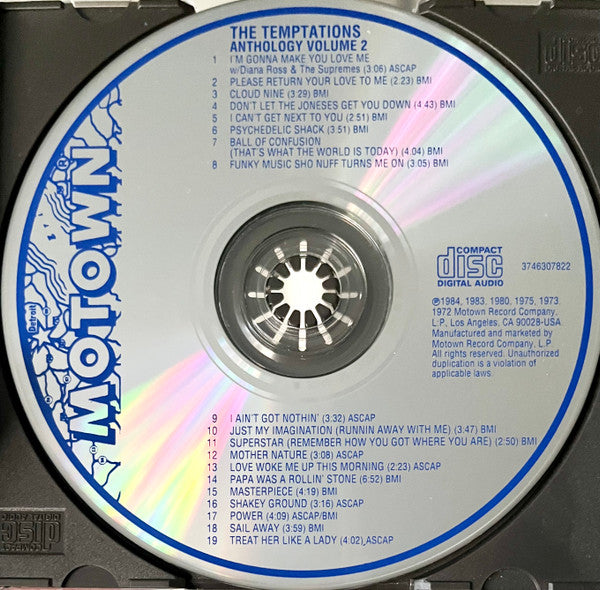 THE TEMPTATIONS
ANTHOLOGY VOLUME 2
1 I'M GONNA MAKE YOU LOVE ME
w/Diana Ross & The Supremes (3:06) ASCAP
2 PLEASE RETURN YOUR LOVE TO ME (2:23) BMI
3 CLOUD NINE (3:29) BMI
4 DON'T LET THE JONESES GET YOU DOWN (4 43) BMI
5 I CAN'T GET NEXT TO YOU (2:51) BMI
6 PSYCHEDELIC SHACK (3:51) BMI
7 BALL OF CONFUSION
(THAT'S WHAT THE WORLD IS TODAY) (4.04) BMI
8 FUNKY MUSIC SHO NUFF TURNS ME ON (3:05) BMI
MOTOWN
Detroit
COMPACT
disc
DIGITAL AUDIO
3746307822
℗1984, 1983, 1980, 1975, 1973,
1972 Motown Record Company,
L.P., Los Angeles, CA 90028-USA
Manufactured and marketed by
Motown Record Company, L.P.
All rights reserved. Unauthorized
duplication is a violation of
applicable laws.
9 I AIN'T GOT NOTHIN' (3:32) ASCAP
10 JUST MY IMAGINATION (RUNNIN AWAY WITH ME) (3:47) BMI
11 SUPERSTAR (REMEMBER HOW YOU GOT WHERE YOU ARE) (2:50) BMI
12 MOTHER NATURE (3:08) ASCAP
13 LOVE WOKE ME UP THIS MORNING (2:23) ASCAP
14 PAPA WAS A ROLLIN' STONE (6:52) BMI
15 MASTERPIECE (4:19) BMI
16 SHAKEY GROUND (3:16) ASCAP
17 POWER (4:09) ASCAP/BMI
18 SAIL AWAY (3:59) BMI
19 TREAT HER LIKE A LADY (4:02) ASCAP
COMPACT
disc
DIGITAL AUDIO
disc